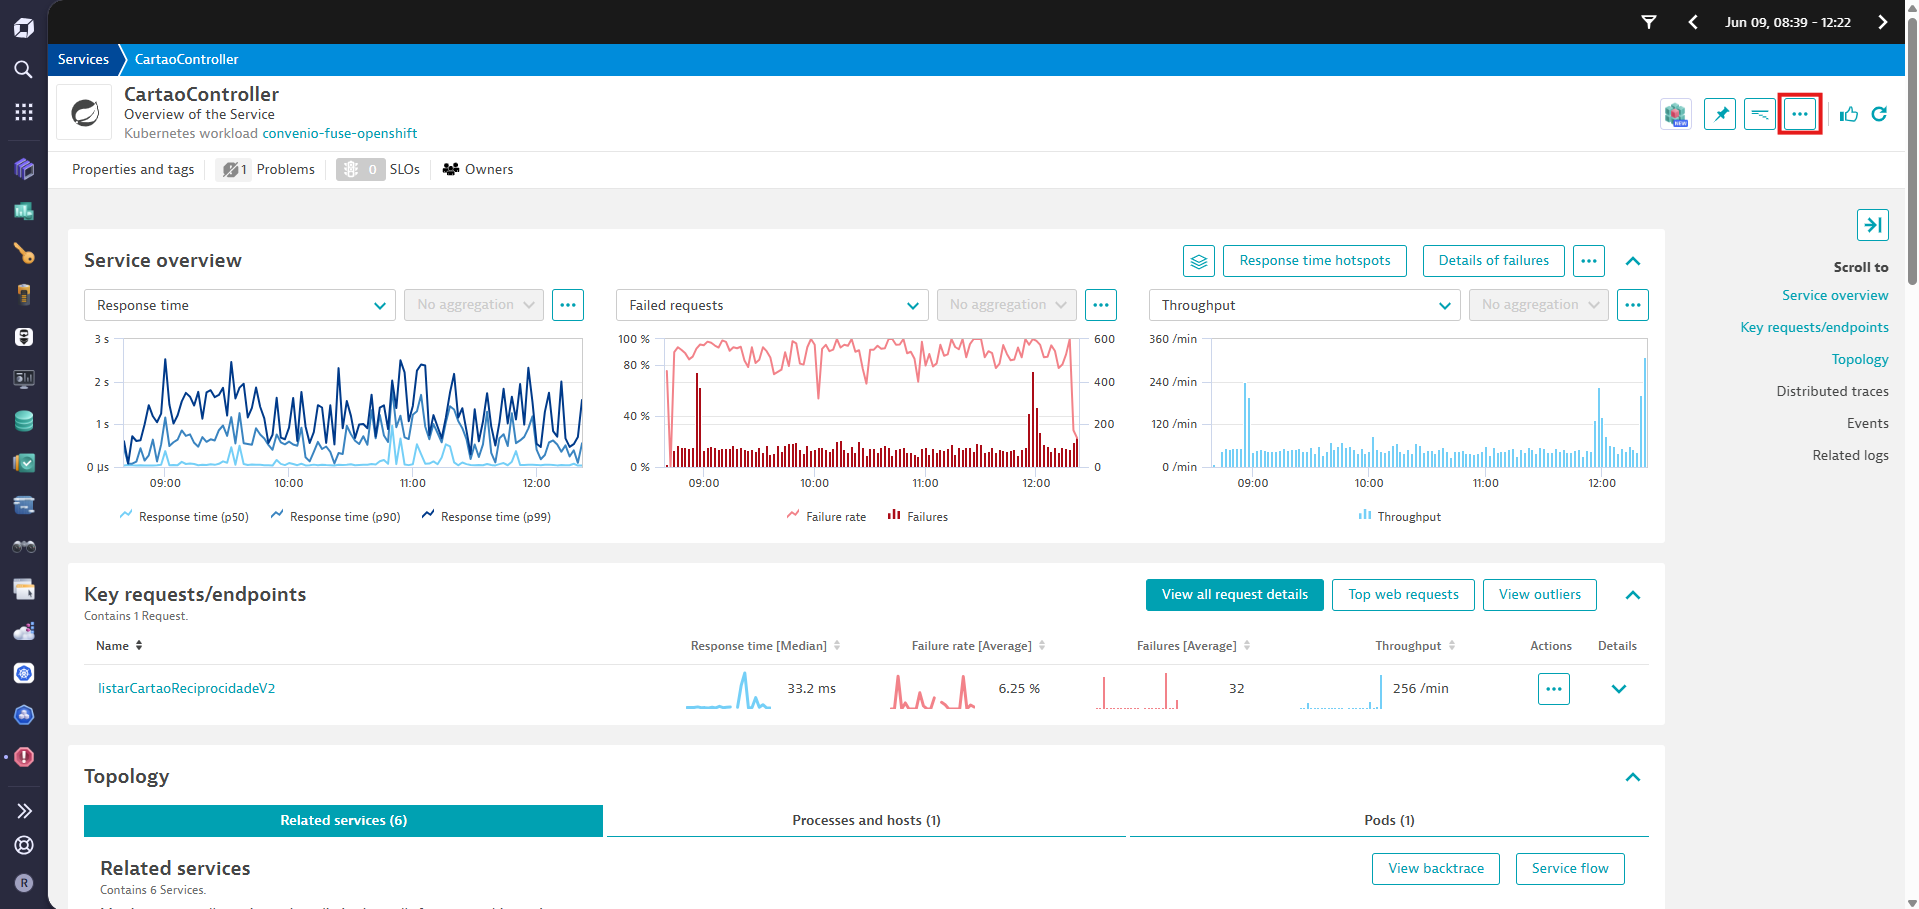 Jun 09, 08:39 - 12:22
Services
CartaoController
CartaoController
Overview of the Service
Kubernetes workload convenio-fuse-openshift
NEW
Properties and tags
1 Problems
0 SLOs
Owners
Scroll to
Service overview
Key requests/endpoints
Topology
Distributed traces
Events
Related logs
Service overview
Response time hotspots
Details of failures
Response time
No aggregation
Failed requests
No aggregation
Throughput
No aggregation
3 s
2 s
1 s
0 µs
09:00 10:00 11:00 12:00
Response time (p50) Response time (p90) Response time (p99)
100 %
80 %
40 %
0 %
600
400
200
0
09:00 10:00 11:00 12:00
Failure rate Failures
360 /min
240 /min
120 /min
0 /min
09:00 10:00 11:00 12:00
Throughput
Key requests/endpoints
Contains 1 Request.
View all request details
Top web requests
View outliers
Name Response time [Median] Failure rate [Average] Failures [Average] Throughput Actions Details
listarCartaoReciprocidadeV2 33.2 ms 6.25 % 32 256 /min
Topology
Related services (6)
Processes and hosts (1)
Pods (1)
Related services
Contains 6 Services.
View backtrace
Service flow
R